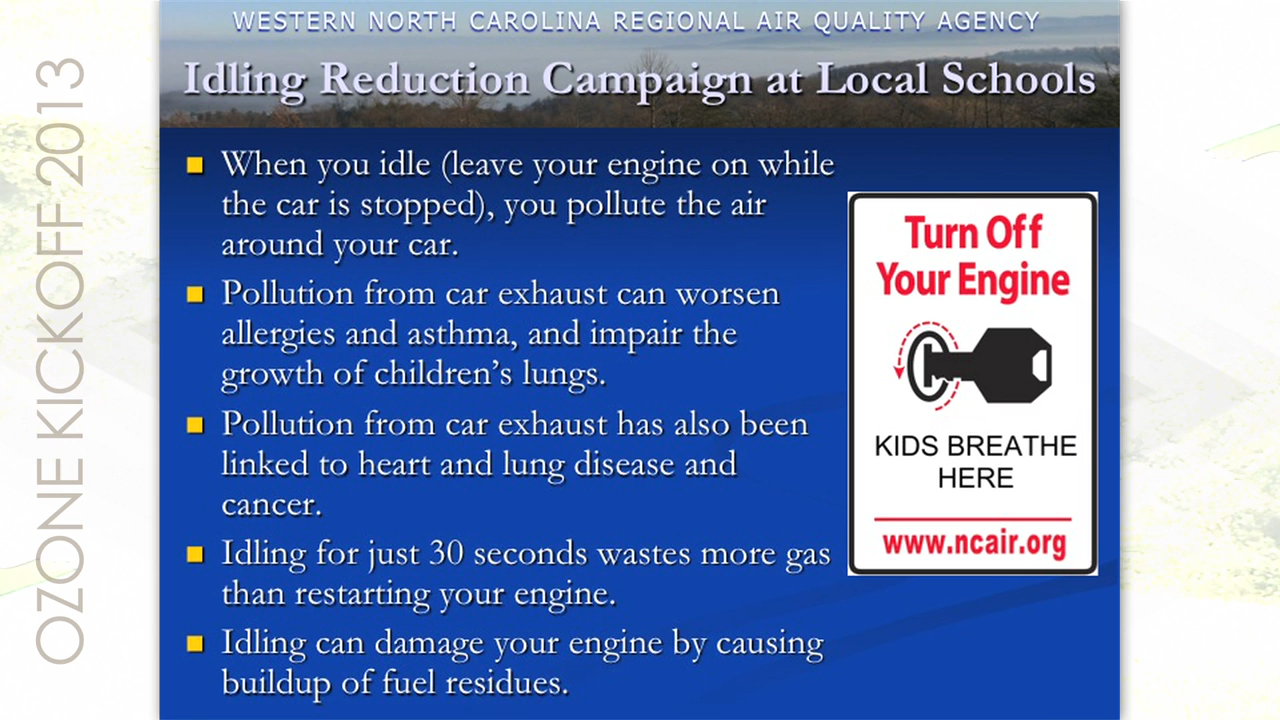 OZONE KICKOFF 2013
WESTERN NORTH CAROLINA REGIONAL AIR QUALITY AGENCY
Idling Reduction Campaign at Local Schools
When you idle (leave your engine on while
the car is stopped), you pollute the air
around your car.
Pollution from car exhaust can worsen
allergies and asthma, and impair the
growth of children’s lungs.
Pollution from car exhaust has also been
linked to heart and lung disease and
cancer.
Idling for just 30 seconds wastes more gas
than restarting your engine.
Idling can damage your engine by causing
buildup of fuel residues.
Turn Off
Your Engine
KIDS BREATHE
HERE
www.ncair.org